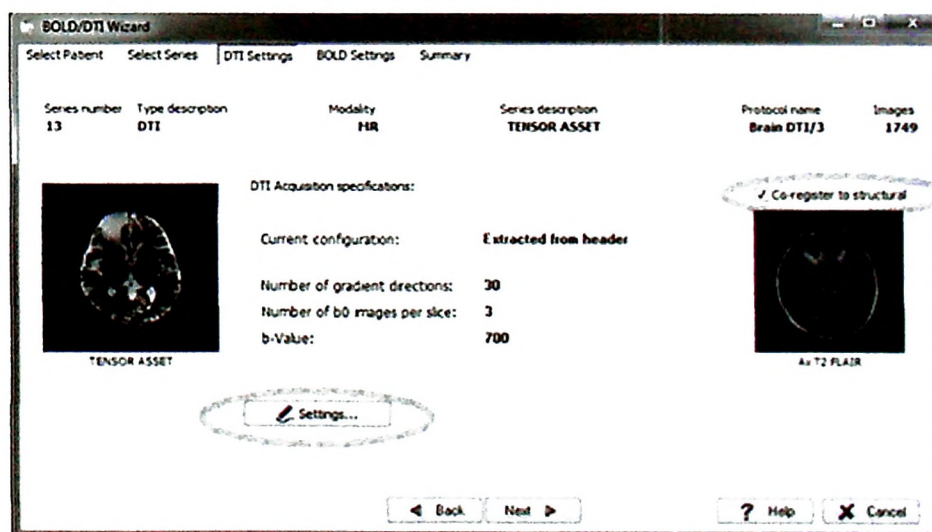 BOLD/DTI Wizard
Select Patient Select Series DTI Settings BOLD Settings Summary
Series number Type description Modality Series description Protocol name Images
13 DTI MR TENSOR ASSET Brain DTI/3 1749
DTI Acquisition specifications:
✓ Co-register to structural
Current configuration: Extracted from header
Number of gradient directions: 30
Number of b0 images per slice: 3
b-Value: 700
TENSOR ASSET
Ax T2 FLAIR
Settings...
Back Next ? Help X Cancel